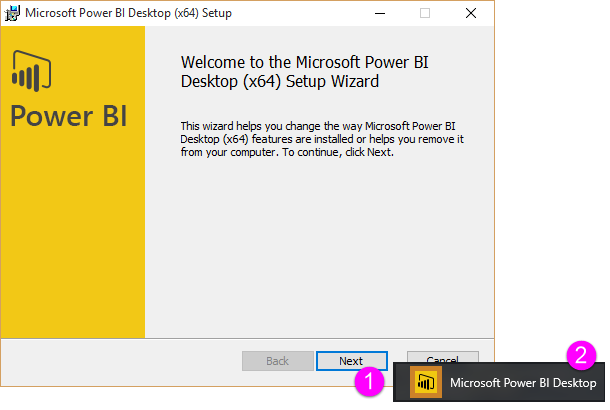 Microsoft Power BI Desktop (x64) Setup
Power BI
Welcome to the Microsoft Power BI
Desktop (x64) Setup Wizard
This wizard helps you change the way Microsoft Power BI
Desktop (x64) features are installed or helps you remove it
from your computer. To continue, click Next.
Back
Next
Cancel
1
2
Microsoft Power BI Desktop